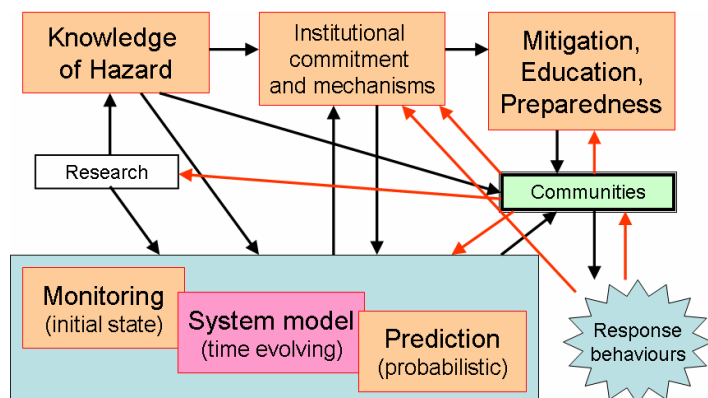 Knowledge
of Hazard
Institutional
commitment
and mechanisms
Mitigation,
Education,
Preparedness
Research
Communities
Monitoring
(initial state)
System model
(time evolving)
Prediction
(probabilistic)
Response
behaviours